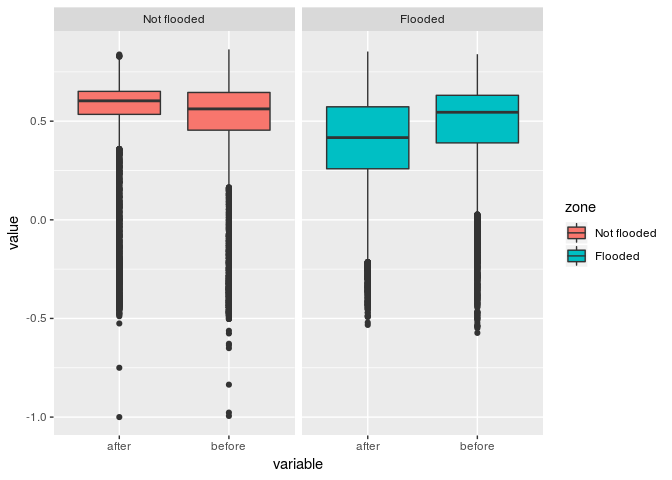 Not flooded
Flooded
0.5
0.0
-0.5
-1.0
value
after
before
after
before
variable
zone
Not flooded
Flooded